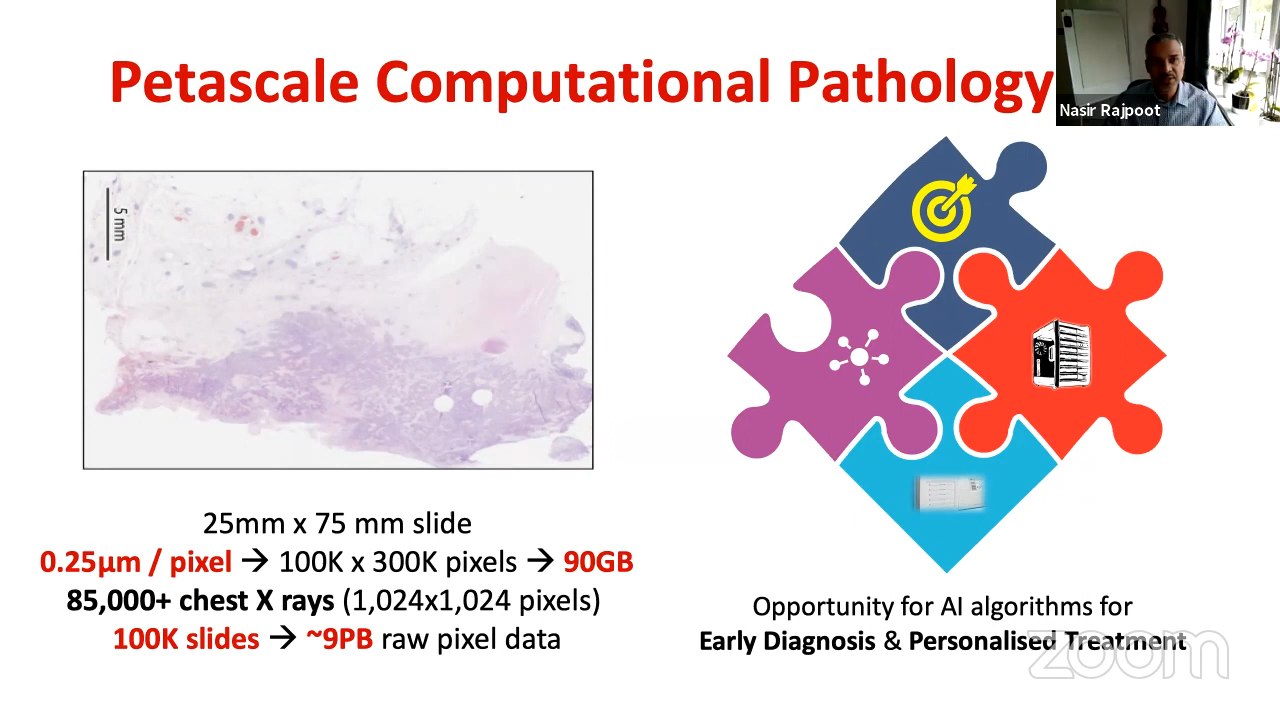 Petascale Computational Pathology
Nasir Rajpoot
5 mm
25mm x 75 mm slide
0.25µm / pixel → 100K x 300K pixels → 90GB
85,000+ chest X rays (1,024x1,024 pixels)
100K slides → ~9PB raw pixel data
Opportunity for AI algorithms for
Early Diagnosis & Personalised Treatment
zoom